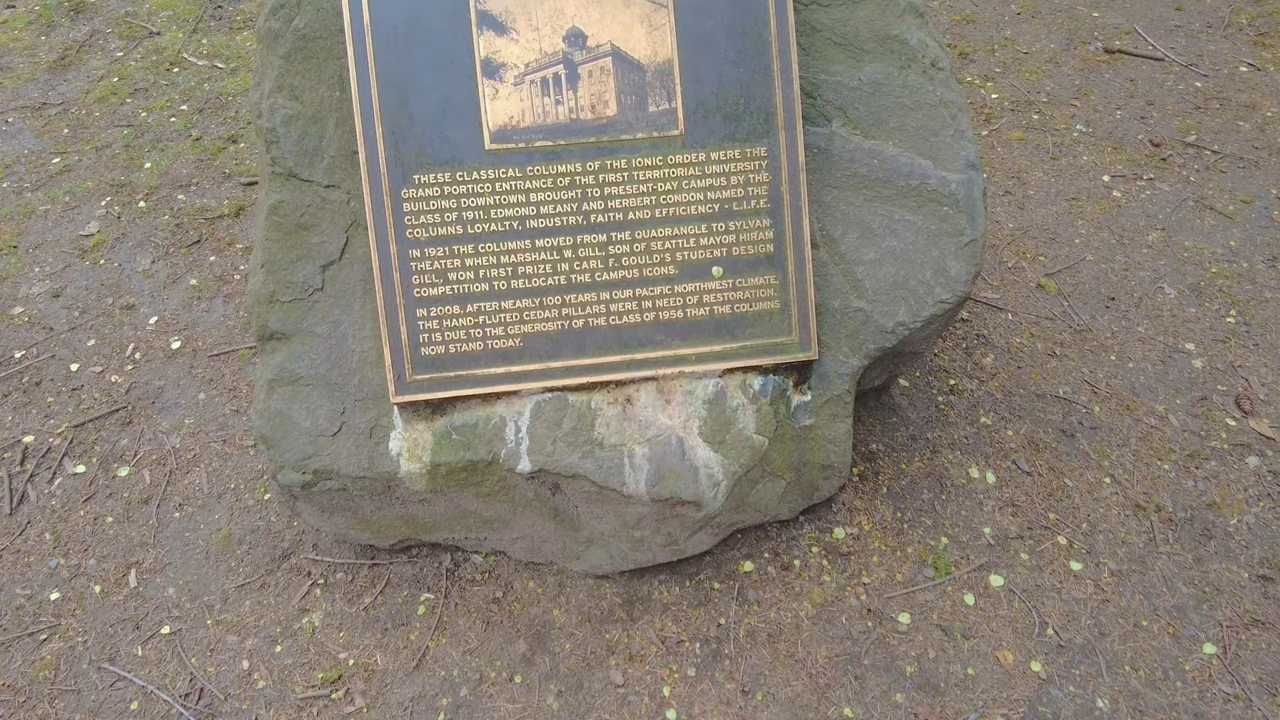 THESE CLASSICAL COLUMNS OF THE IONIC ORDER WERE THE
GRAND PORTICO ENTRANCE OF THE FIRST TERRITORIAL UNIVERSITY
BUILDING DOWNTOWN BROUGHT TO PRESENT-DAY CAMPUS BY THE
CLASS OF 1911. EDMOND MEANY AND HERBERT CONDON NAMED THE
COLUMNS LOYALTY, INDUSTRY, FAITH AND EFFICIENCY - L.I.F.E.
IN 1921 THE COLUMNS MOVED FROM THE QUADRANGLE TO SYLVAN
THEATER WHEN MARSHALL W. GILL, SON OF SEATTLE MAYOR HIRAM
GILL, WON FIRST PRIZE IN CARL F. GOULD'S STUDENT DESIGN
COMPETITION TO RELOCATE THE CAMPUS ICONS.
IN 2008, AFTER NEARLY 100 YEARS IN OUR PACIFIC NORTHWEST CLIMATE,
THE HAND-FLUTED CEDAR PILLARS WERE IN NEED OF RESTORATION.
IT IS DUE TO THE GENEROSITY OF THE CLASS OF 1956 THAT THE COLUMNS
NOW STAND TODAY.